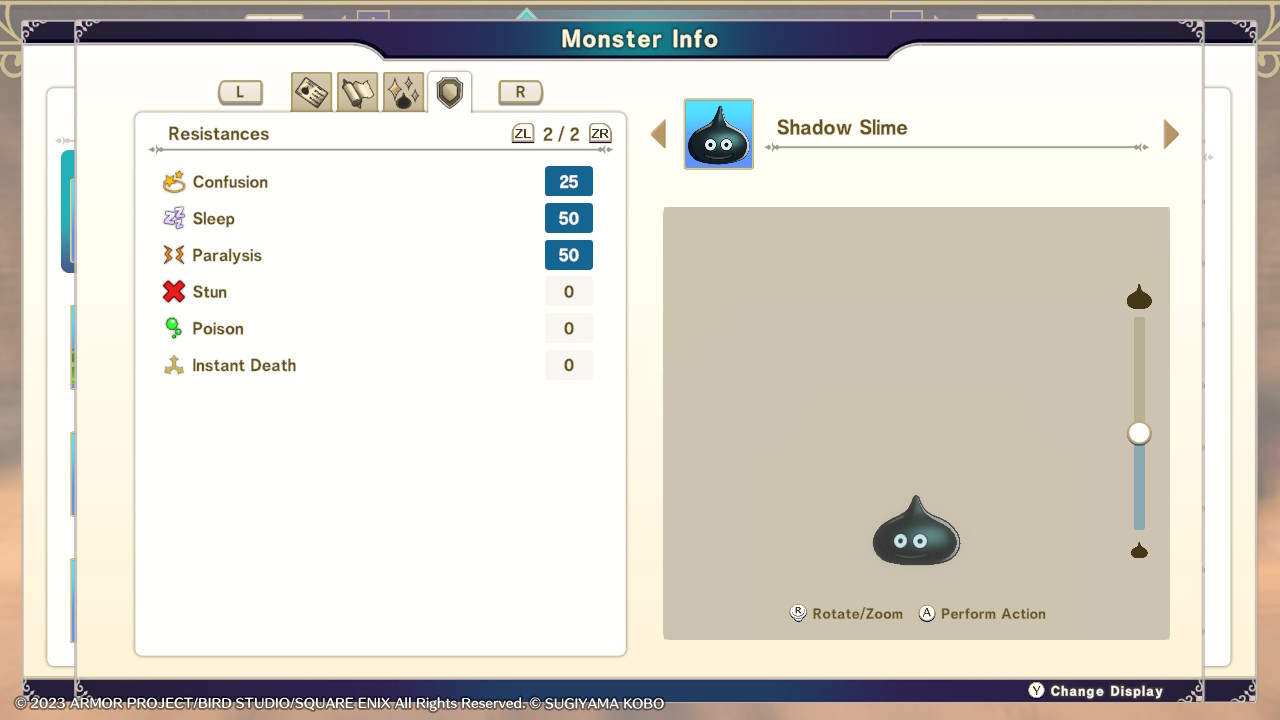 Monster Info
L
R
Resistances
ZL 2 / 2 ZR
Confusion 25
Sleep 50
Paralysis 50
Stun 0
Poison 0
Instant Death 0
Shadow Slime
R Rotate/Zoom A Perform Action
Y Change Display
© 2023 ARMOR PROJECT/BIRD STUDIO/SQUARE ENIX All Rights Reserved. © SUGIYAMA KOBO